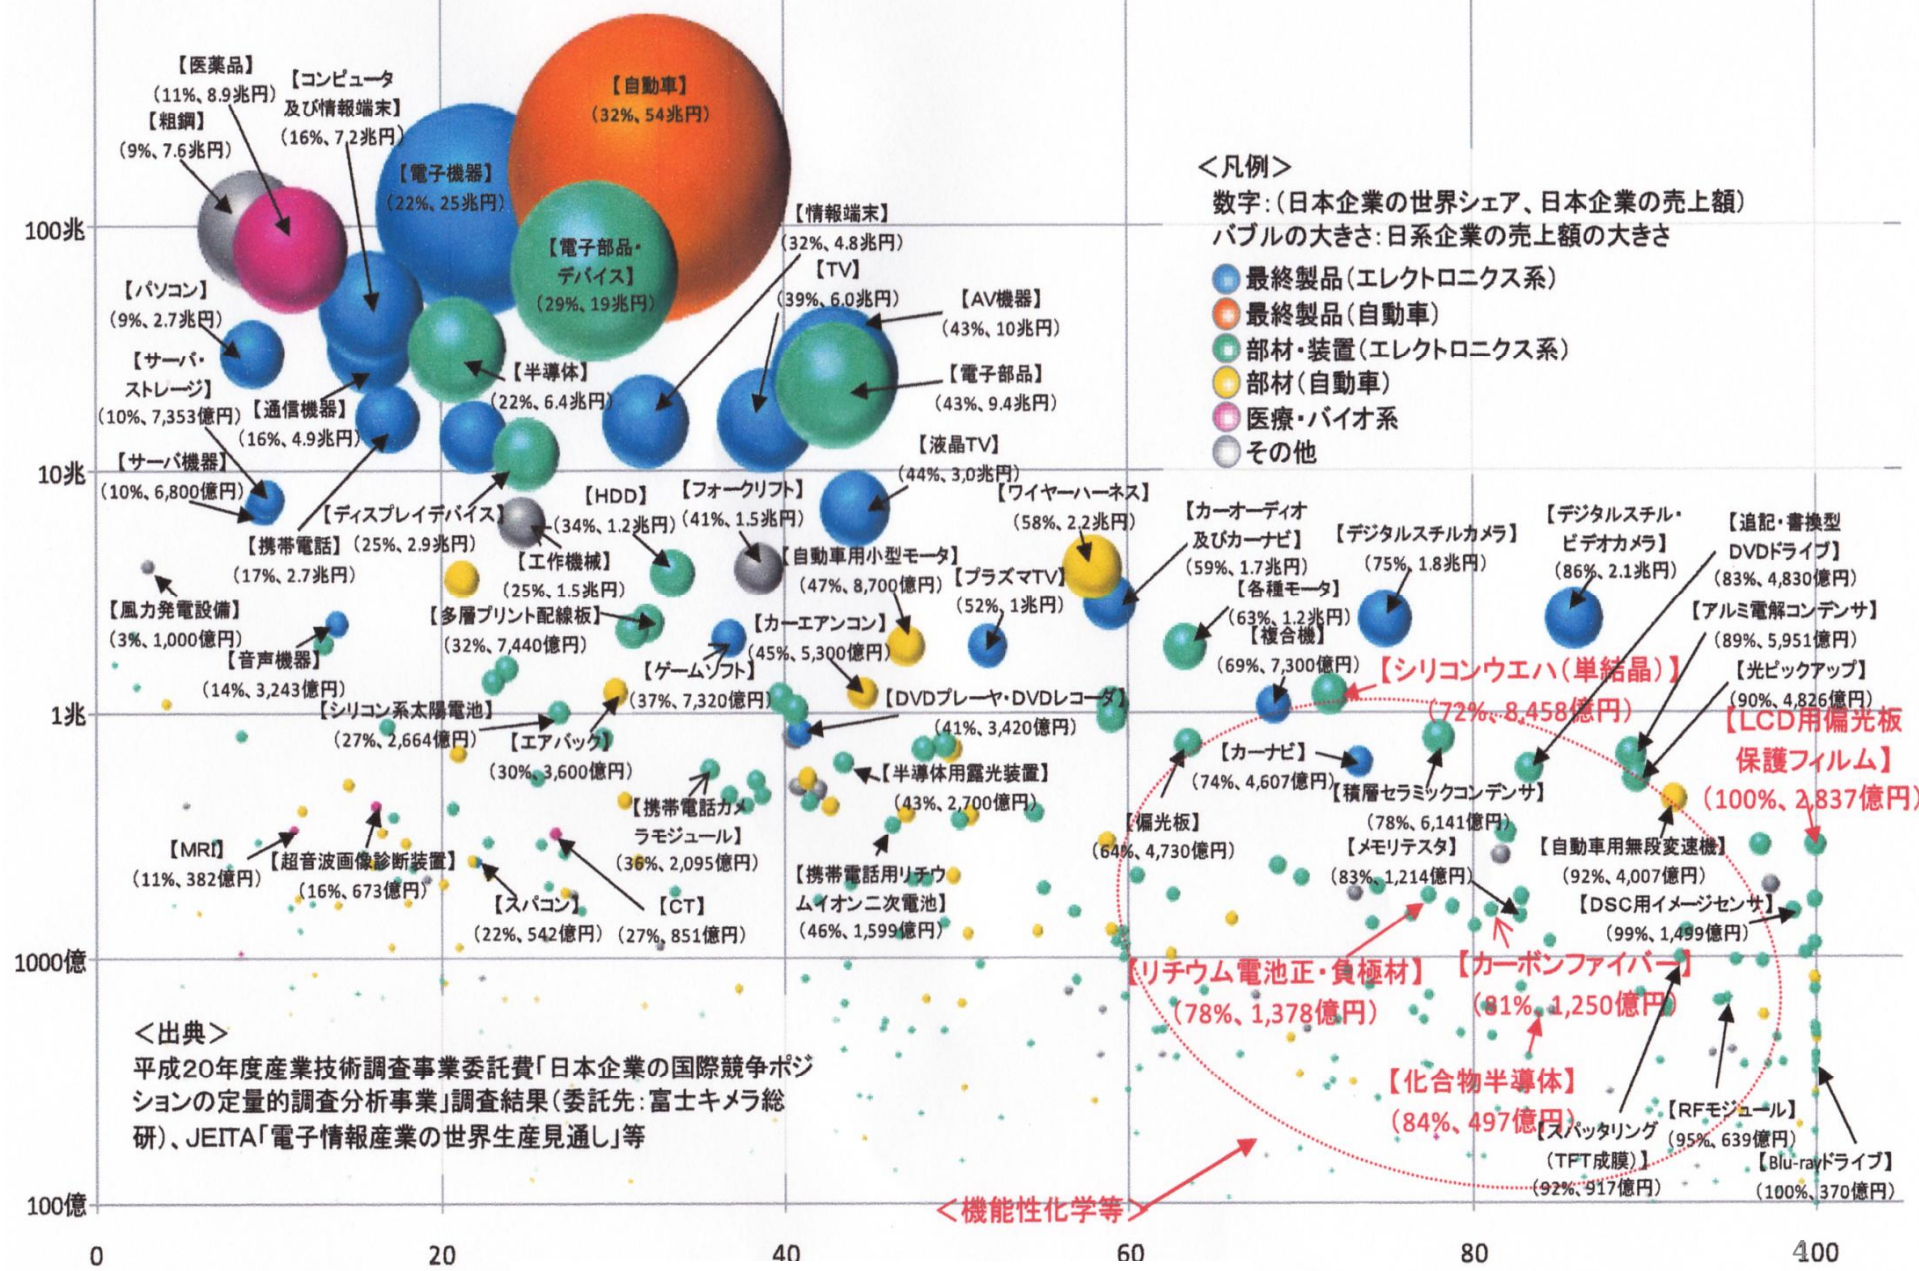 【医薬品】
(11%、8.9兆円)
【粗鋼】
(9%、7.6兆円)
【コンピュータ
及び情報端末】
(16%、7.2兆円)
【電子機器】
(22%、25兆円)
【自動車】
(32%、54兆円)
【電子部品・
デバイス】
(29%、19兆円)
【情報端末】
(32%、4.8兆円)
【TV】
(39%、6.0兆円)
【AV機器】
(43%、10兆円)
【電子部品】
(43%、9.4兆円)
＜凡例＞
数字：(日本企業の世界シェア、日本企業の売上額)
バブルの大きさ：日系企業の売上額の大きさ
最終製品(エレクトロニクス系)
最終製品(自動車)
部材・装置(エレクトロニクス系)
部材(自動車)
医療・バイオ系
その他
100兆
10兆
1兆
1000億
100億
【パソコン】
(9%、2.7兆円)
【サーバ・
ストレージ】
(10%、7,353億円)
【通信機器】
(16%、4.9兆円)
【半導体】
(22%、6.4兆円)
【サーバ機器】
(10%、6,800億円)
【携帯電話】
(17%、2.7兆円)
【ディスプレイデバイス】
(25%、2.9兆円)
【工作機械】
(25%、1.5兆円)
【HDD】
(34%、1.2兆円)
【フォークリフト】
(41%、1.5兆円)
【液晶TV】
(44%、3.0兆円)
【ワイヤーハーネス】
(58%、2.2兆円)
【カーオーディオ
及びカーナビ】
(59%、1.7兆円)
【デジタルスチルカメラ】
(75%、1.8兆円)
【デジタルスチル・
ビデオカメラ】
(86%、2.1兆円)
【追記・書換型
DVDドライブ】
(83%、4,830億円)
【風力発電設備】
(3%、1,000億円)
【音声機器】
(14%、3,243億円)
【多層プリント配線板】
(32%、7,440億円)
【自動車用小型モータ】
(47%、8,700億円)
【プラズマTV】
(52%、1兆円)
【カーエアコン】
(45%、5,300億円)
【各種モータ】
(63%、1.2兆円)
【複合機】
(69%、7,300億円)
【アルミ電解コンデンサ】
(89%、5,951億円)
【光ピックアップ】
(90%、4,826億円)
【シリコンウエハ(単結晶)】
(72%、8,458億円)
【LCD用偏光板
保護フィルム】
(100%、2,837億円)
【シリコン系太陽電池】
(27%、2,664億円)
【エアバック】
(30%、3,600億円)
【ゲームソフト】
(37%、7,320億円)
【DVDプレーヤ・DVDレコーダ】
(41%、3,420億円)
【半導体用露光装置】
(43%、2,700億円)
【カーナビ】
(74%、4,607億円)
【積層セラミックコンデンサ】
(78%、6,141億円)
【偏光板】
(64%、4,730億円)
【メモリテスタ】
(83%、1,214億円)
【自動車用無段変速機】
(92%、4,007億円)
【DSC用イメージセンサ】
(99%、1,499億円)
【MRI】
(11%、382億円)
【超音波画像診断装置】
(16%、673億円)
【スパコン】
(22%、542億円)
【CT】
(27%、851億円)
【携帯電話カメ
ラモジュール】
(36%、2,095億円)
【携帯電話用リチウ
ムイオン二次電池】
(46%、1,599億円)
【リチウム電池正・負極材】
(78%、1,378億円)
【カーボンファイバー】
(81%、1,250億円)
【化合物半導体】
(84%、497億円)
【スパッタリング
(TFT成膜)】
(92%、917億円)
【RFモジュール】
(95%、639億円)
【Blu-rayドライブ】
(100%、370億円)
＜機能性化学等＞
＜出典＞
平成20年度産業技術調査事業委託費「日本企業の国際競争ポジ
ションの定量的調査分析事業」調査結果(委託先：富士キメラ総
研)、JEITA「電子情報産業の世界生産見通し」等
0
20
40
60
80
100
4